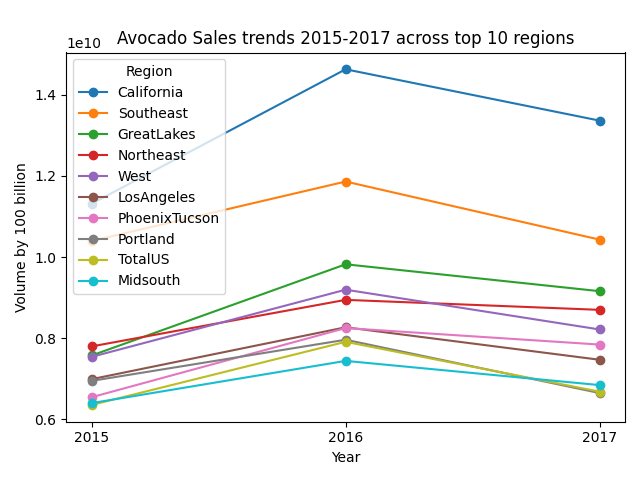 Avocado Sales trends 2015-2017 across top 10 regions
1e10
Volume by 100 billion
1.4
1.2
1.0
0.8
0.6
Region
California
Southeast
GreatLakes
Northeast
West
LosAngeles
PhoenixTucson
Portland
TotalUS
Midsouth
2015
2016
2017
Year